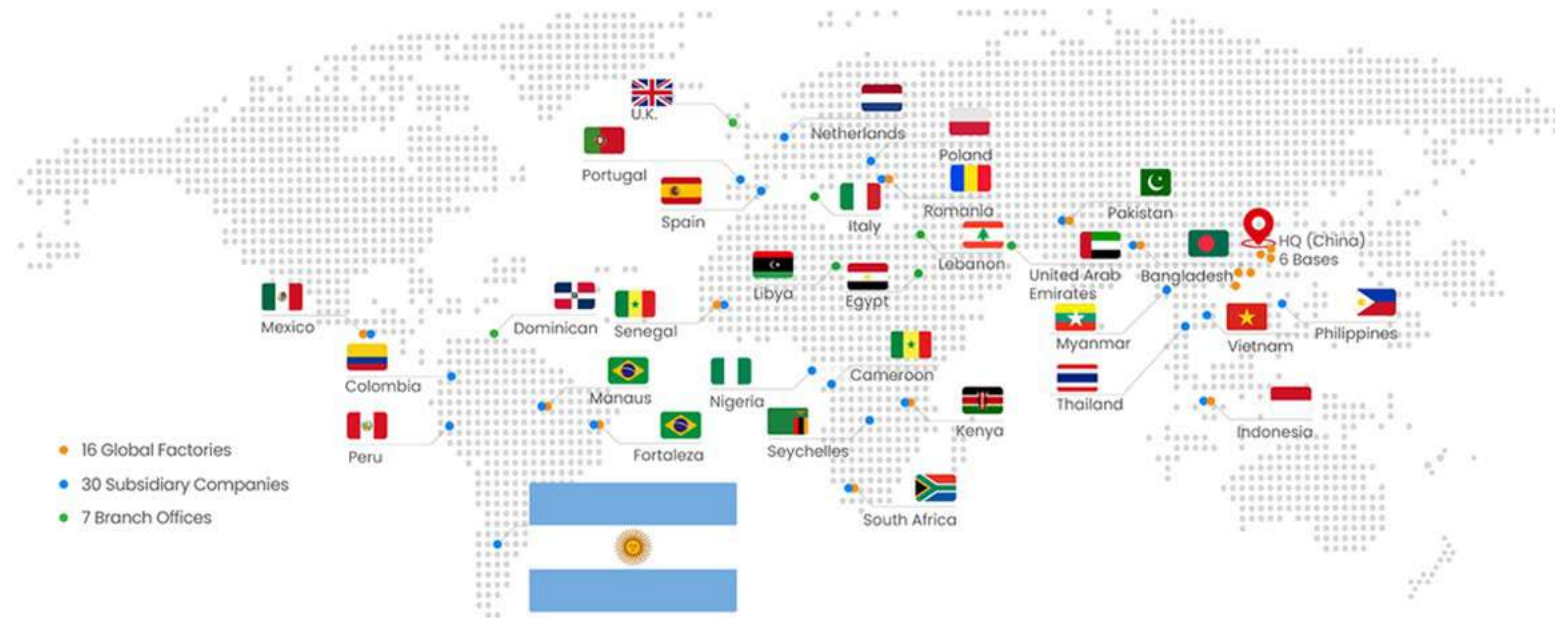 U.K.
Netherlands
Portugal
Poland
Spain
Italy
Romania
Pakistan
HQ (China)
6 Bases
Lebanon
United Arab
Emirates
Bangladesh
Libya
Egypt
Mexico
Dominican
Senegal
Myanmar
Vietnam
Philippines
Colombia
Manaus
Nigeria
Cameroon
Thailand
Peru
Fortaleza
Seychelles
Kenya
Indonesia
South Africa
16 Global Factories
30 Subsidiary Companies
7 Branch Offices